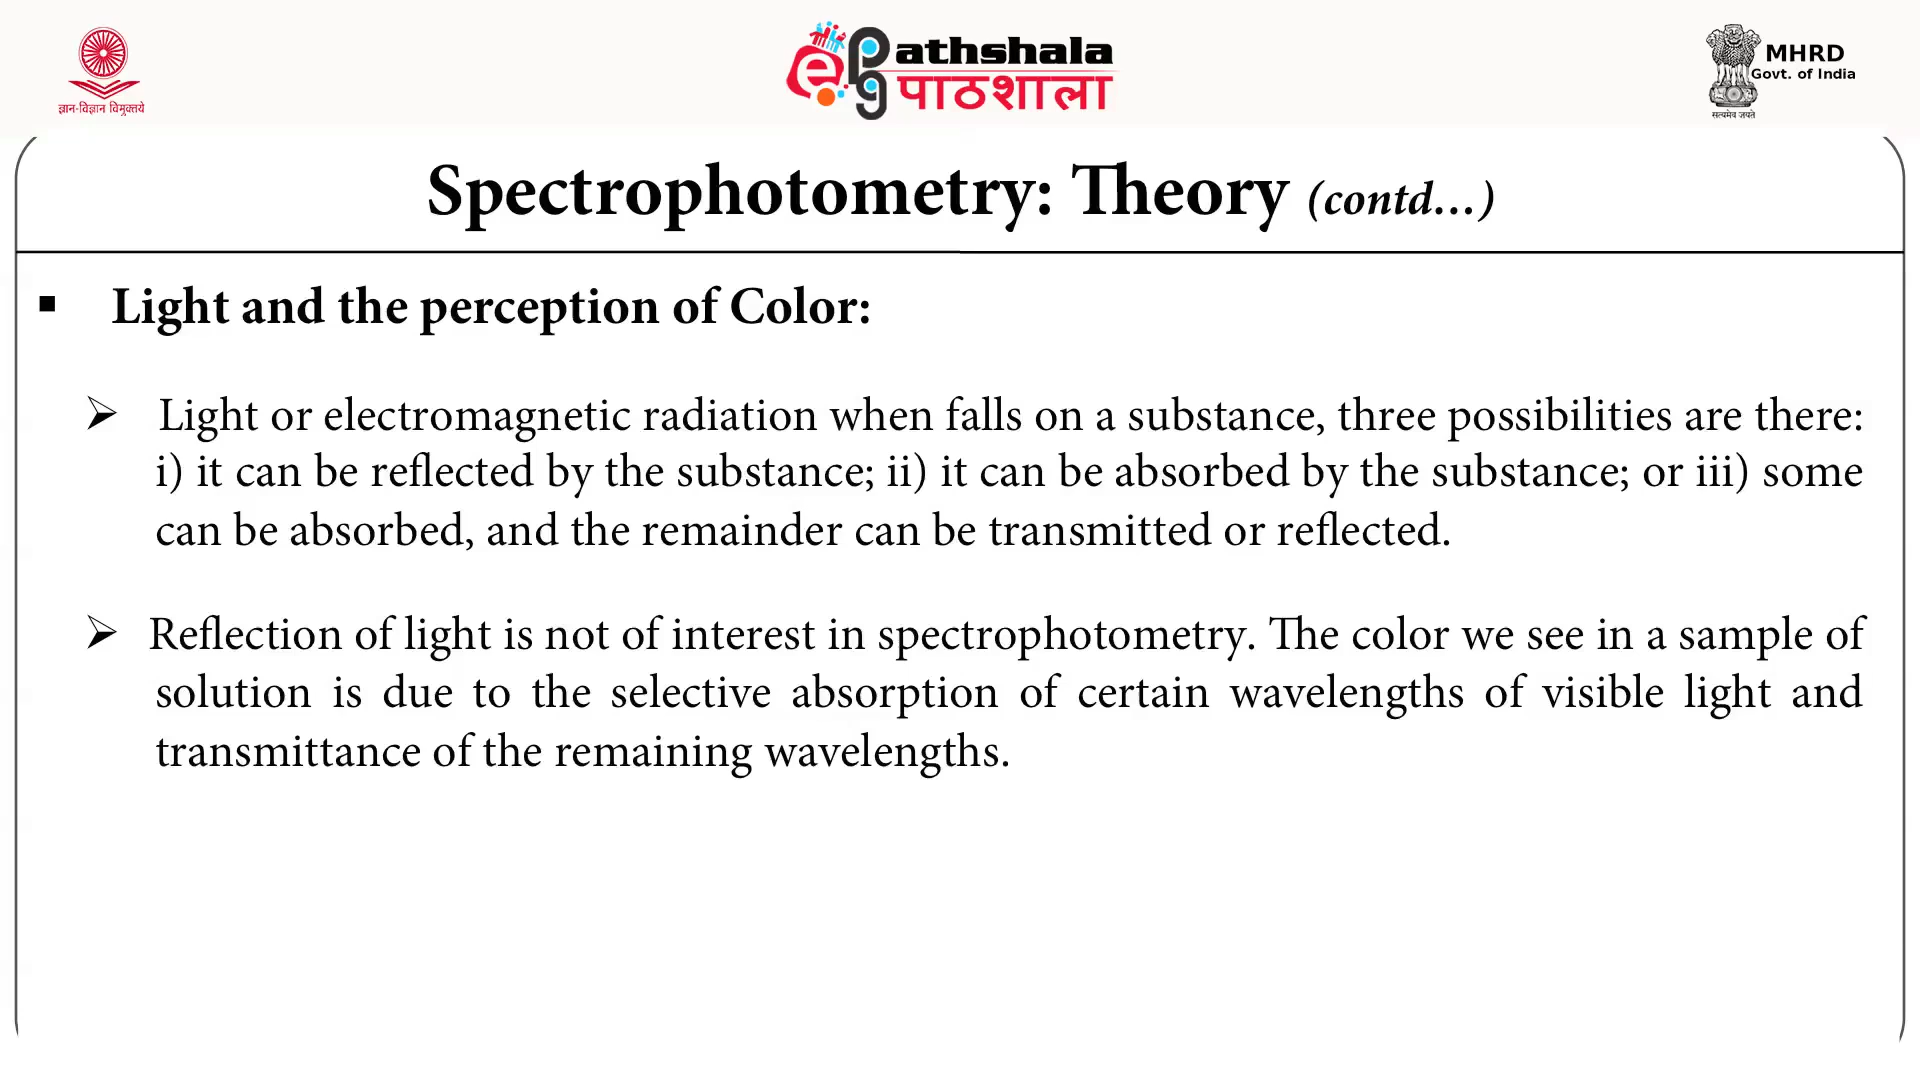 ज्ञान-विज्ञान विमुक्तये
ePGathshala
पाठशाला
MHRD
Govt. of India
सत्यमेव जयते
Spectrophotometry: Theory (contd...)
▪ Light and the perception of Color:
➢ Light or electromagnetic radiation when falls on a substance, three possibilities are there:
i) it can be reflected by the substance; ii) it can be absorbed by the substance; or iii) some
can be absorbed, and the remainder can be transmitted or reflected.
➢ Reflection of light is not of interest in spectrophotometry. The color we see in a sample of
solution is due to the selective absorption of certain wavelengths of visible light and
transmittance of the remaining wavelengths.